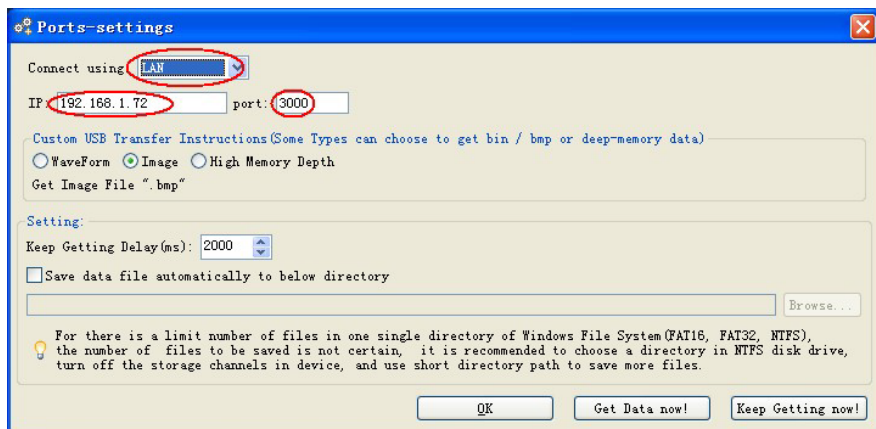 Ports-settings
Connect using LAN
IP: 192.168.1.72 port: 3000
Custom USB Transfer Instructions(Some Types can choose to get bin / bmp or deep-memory data)
WaveForm Image High Memory Depth
Get Image File ".bmp"
Setting:
Keep Getting Delay(ms): 2000
Save data file automatically to below directory
Browse...
For there is a limit number of files in one single directory of Windows File System(FAT16, FAT32, NTFS),
the number of files to be saved is not certain, it is recommended to choose a directory in NTFS disk drive,
turn off the storage channels in device, and use short directory path to save more files.
OK Get Data now! Keep Getting now!